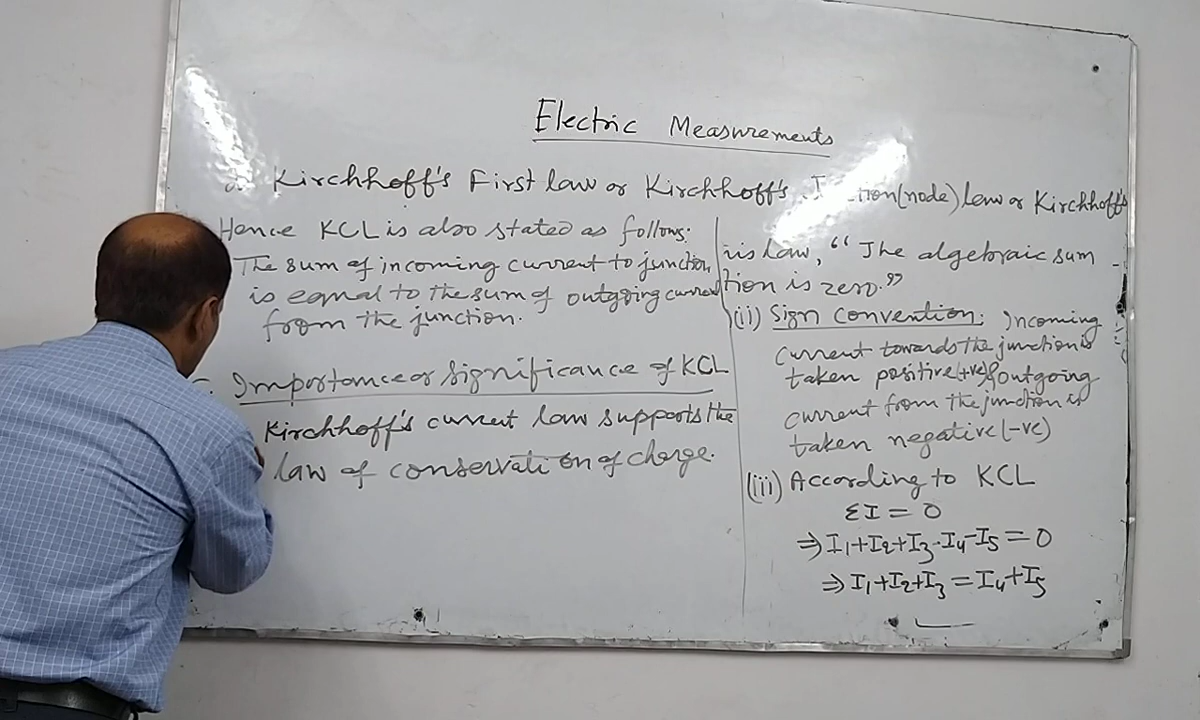 Electric Measurements
Kirchhoff's First law or Kirchhoff's tion(node) law or Kirchhoff's
Hence KCL is also stated as follows:
The sum of incoming current to junction
is equal to the sum of outgoing current
from the junction.
Importance or Significance of KCL
Kirchhoff's current law supports the
law of conservation of charge.
is law, "The algebraic sum
tion is zero."
(ii) Sign Convention: Incoming
current towards the junction is
taken positive(+ve) & outgoing
current from the junction is
taken negative(-ve)
(iii) According to KCL
ΣI = 0
⇒ I₁+I₂+I₃-I₄-I₅ = 0
⇒ I₁+I₂+I₃ = I₄+I₅